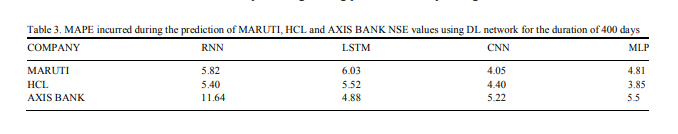 Table 3. MAPE incurred during the prediction of MARUTI, HCL and AXIS BANK NSE values using DL network for the duration of 400 days
COMPANY RNN LSTM CNN MLP
MARUTI 5.82 6.03 4.05 4.81
HCL 5.40 5.52 4.40 3.85
AXIS BANK 11.64 4.88 5.22 5.5